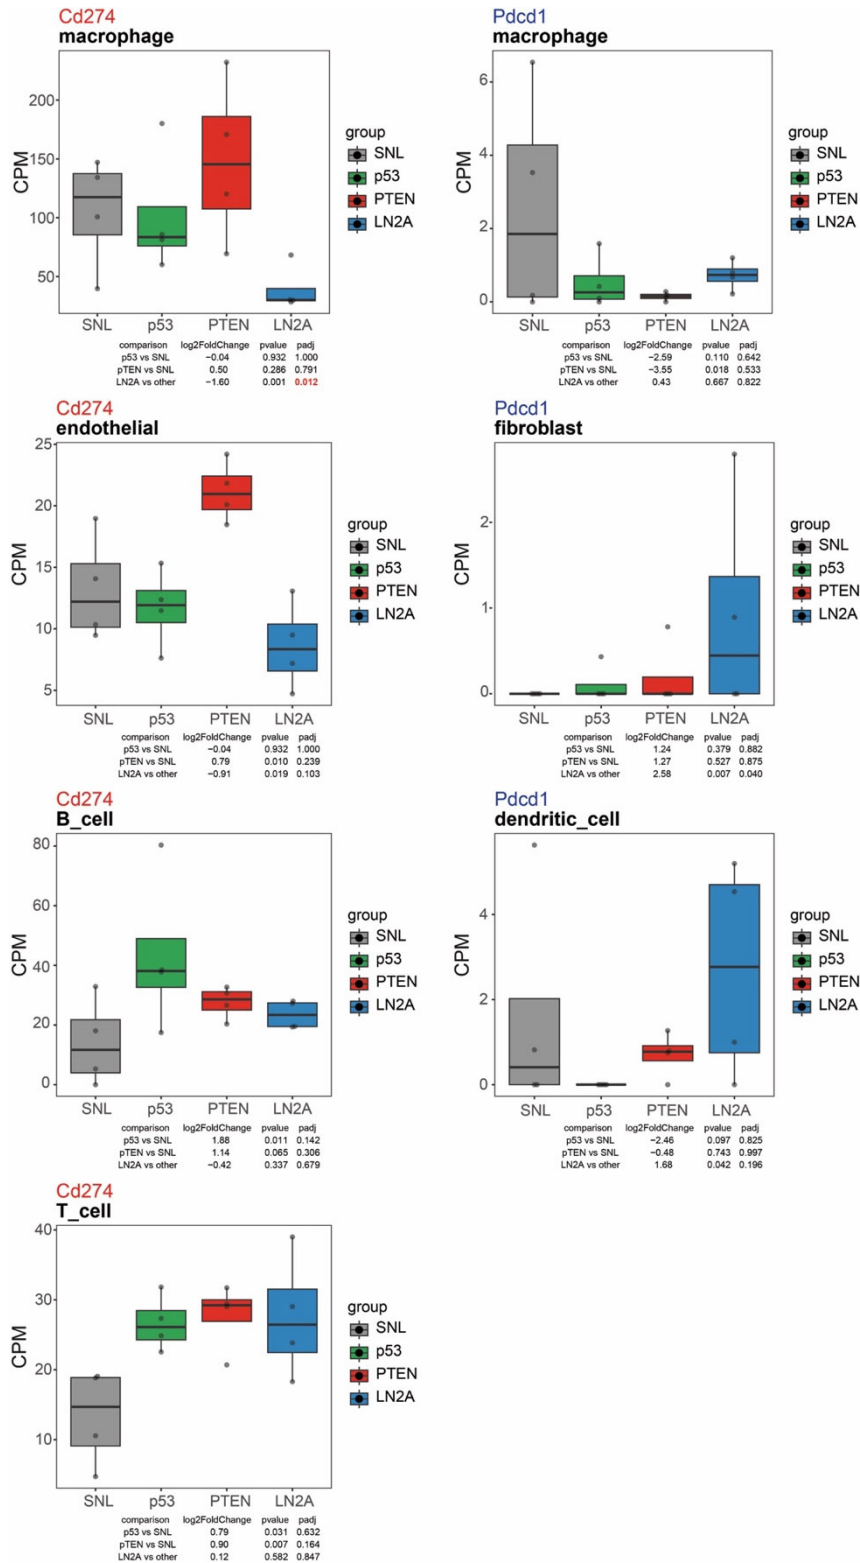 Cd274
macrophage
CPM
200
150
100
50
SNL p53 PTEN LN2A
group
SNL
p53
PTEN
LN2A
comparison log2FoldChange pvalue padj
p53 vs SNL −0.04 0.932 1.000
pTEN vs SNL 0.50 0.286 0.791
LN2A vs other −1.60 0.001 0.012
Pdcd1
macrophage
CPM
6
4
2
0
SNL p53 PTEN LN2A
group
SNL
p53
PTEN
LN2A
comparison log2FoldChange pvalue padj
p53 vs SNL −2.59 0.110 0.642
pTEN vs SNL −3.55 0.018 0.533
LN2A vs other 0.43 0.667 0.822
Cd274
endothelial
CPM
25
20
15
10
5
SNL p53 PTEN LN2A
group
SNL
p53
PTEN
LN2A
comparison log2FoldChange pvalue padj
p53 vs SNL −0.04 0.932 1.000
pTEN vs SNL 0.79 0.010 0.239
LN2A vs other −0.91 0.019 0.103
Pdcd1
fibroblast
CPM
2
1
0
SNL p53 PTEN LN2A
group
SNL
p53
PTEN
LN2A
comparison log2FoldChange pvalue padj
p53 vs SNL 1.24 0.379 0.882
pTEN vs SNL 1.27 0.527 0.875
LN2A vs other 2.58 0.007 0.040
Cd274
B_cell
CPM
80
60
40
20
0
SNL p53 PTEN LN2A
group
SNL
p53
PTEN
LN2A
comparison log2FoldChange pvalue padj
p53 vs SNL 1.88 0.011 0.142
pTEN vs SNL 1.14 0.065 0.306
LN2A vs other −0.42 0.337 0.679
Pdcd1
dendritic_cell
CPM
4
2
0
SNL p53 PTEN LN2A
group
SNL
p53
PTEN
LN2A
comparison log2FoldChange pvalue padj
p53 vs SNL −2.46 0.097 0.825
pTEN vs SNL −0.48 0.743 0.997
LN2A vs other 1.68 0.042 0.196
Cd274
T_cell
CPM
40
30
20
10
SNL p53 PTEN LN2A
group
SNL
p53
PTEN
LN2A
comparison log2FoldChange pvalue padj
p53 vs SNL 0.79 0.031 0.632
pTEN vs SNL 0.90 0.007 0.164
LN2A vs other 0.12 0.582 0.847